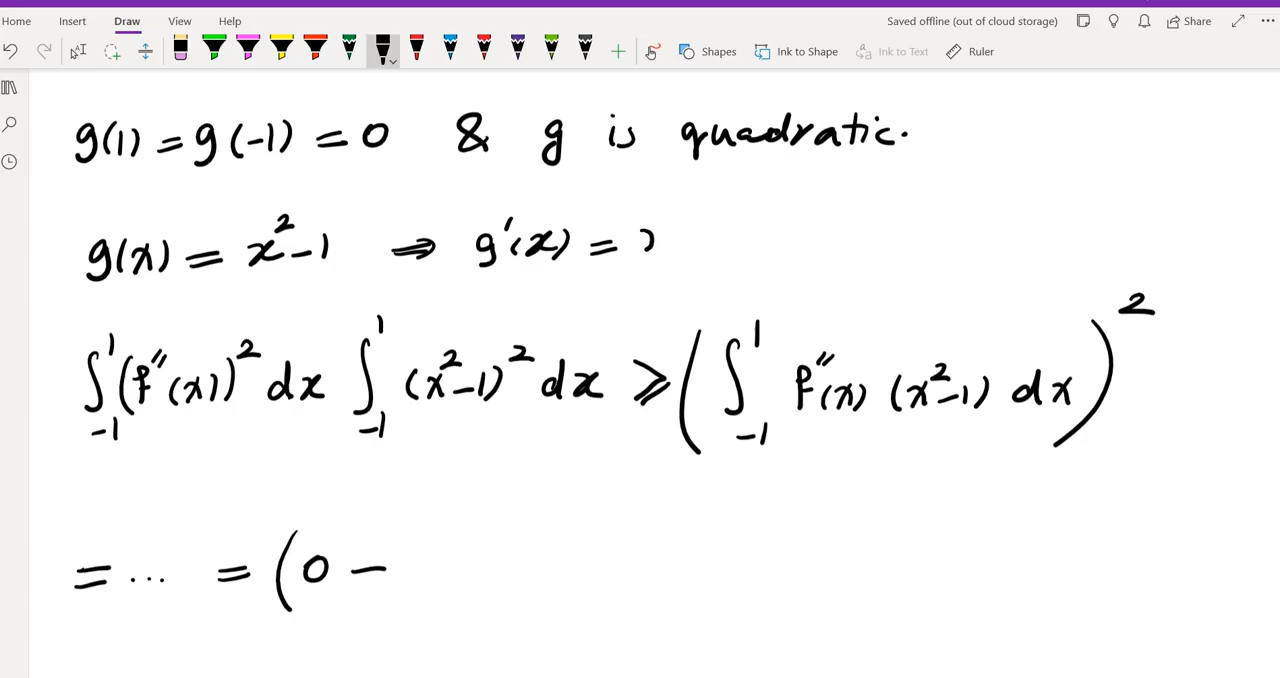 Home Insert Draw View Help Saved offline (out of cloud storage) Share
Shapes Ink to Shape Ink to Text Ruler
g(1) = g(-1) = 0 & g is quadratic.
g(x) = x² - 1 ⇒ g'(x) =
∫₋₁¹ (f''(x))² dx ∫₋₁¹ (x²-1)² dx ≥ (∫₋₁¹ f''(x) (x²-1) dx)²
= ... = (0 -